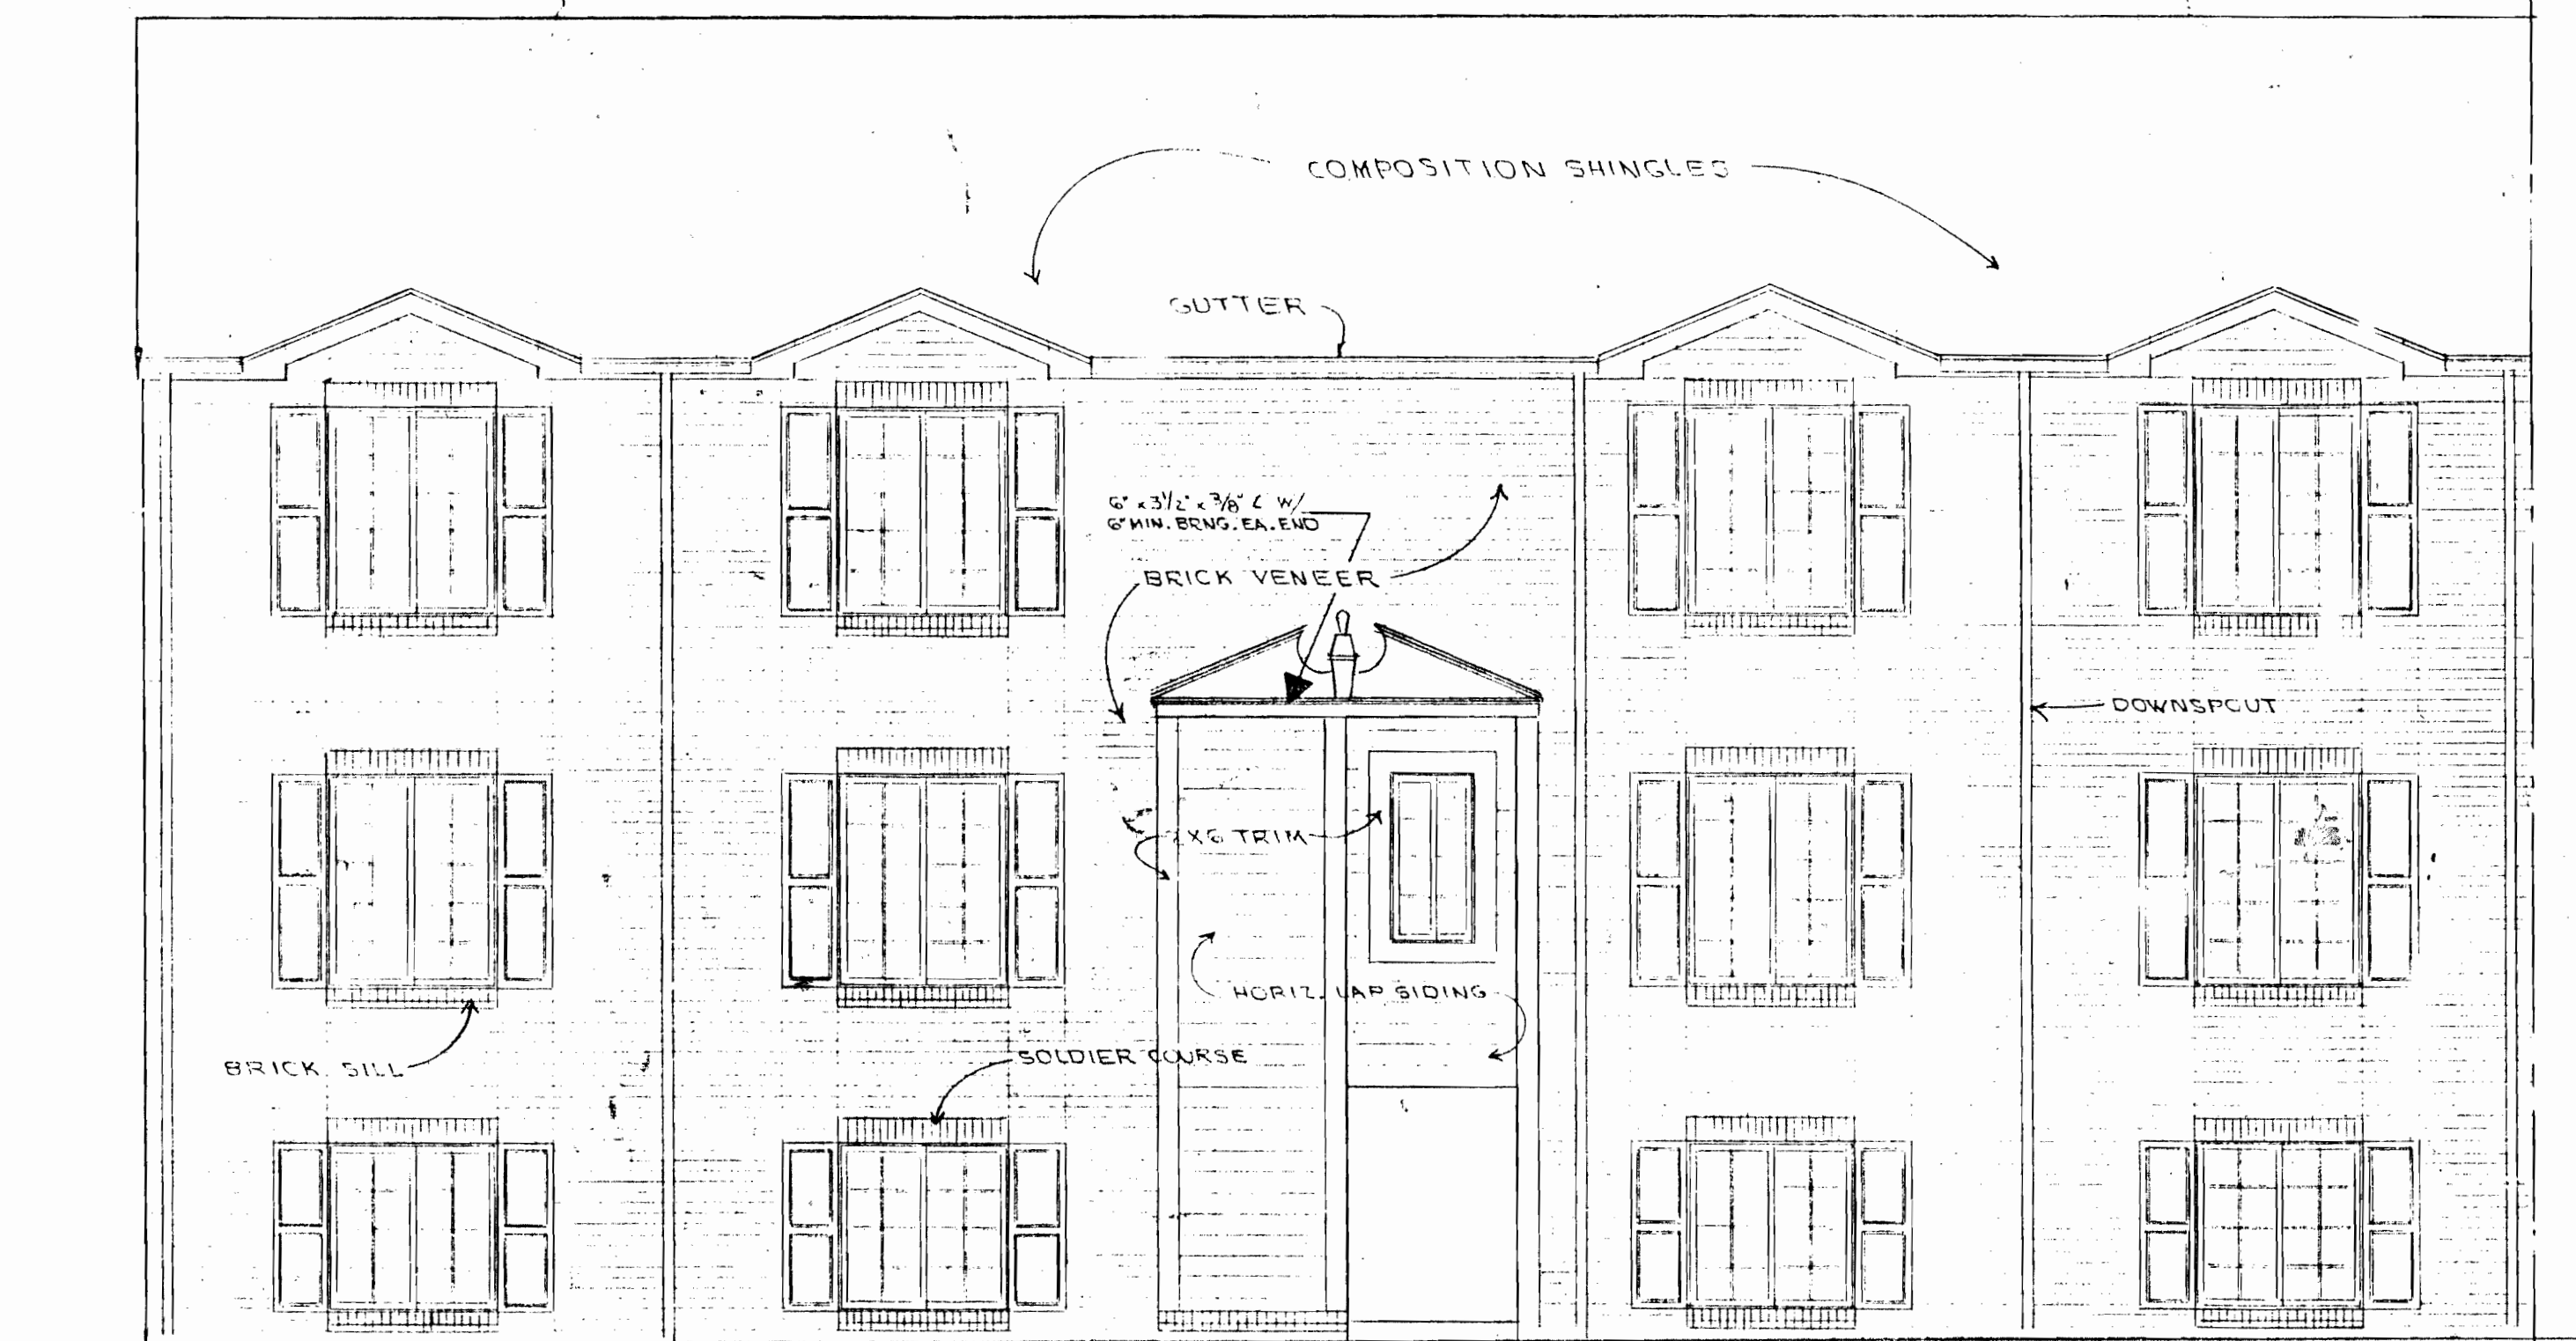 COMPOSITION SHINGLES
GUTTER
6" x 3 1/2" x 3/8" L W/
6" MIN. BRNG. EA. END
BRICK VENEER
DOWNSPOUT
2X6 TRIM
HORIZ. LAP SIDING
BRICK SILL
SOLDIER COURSE